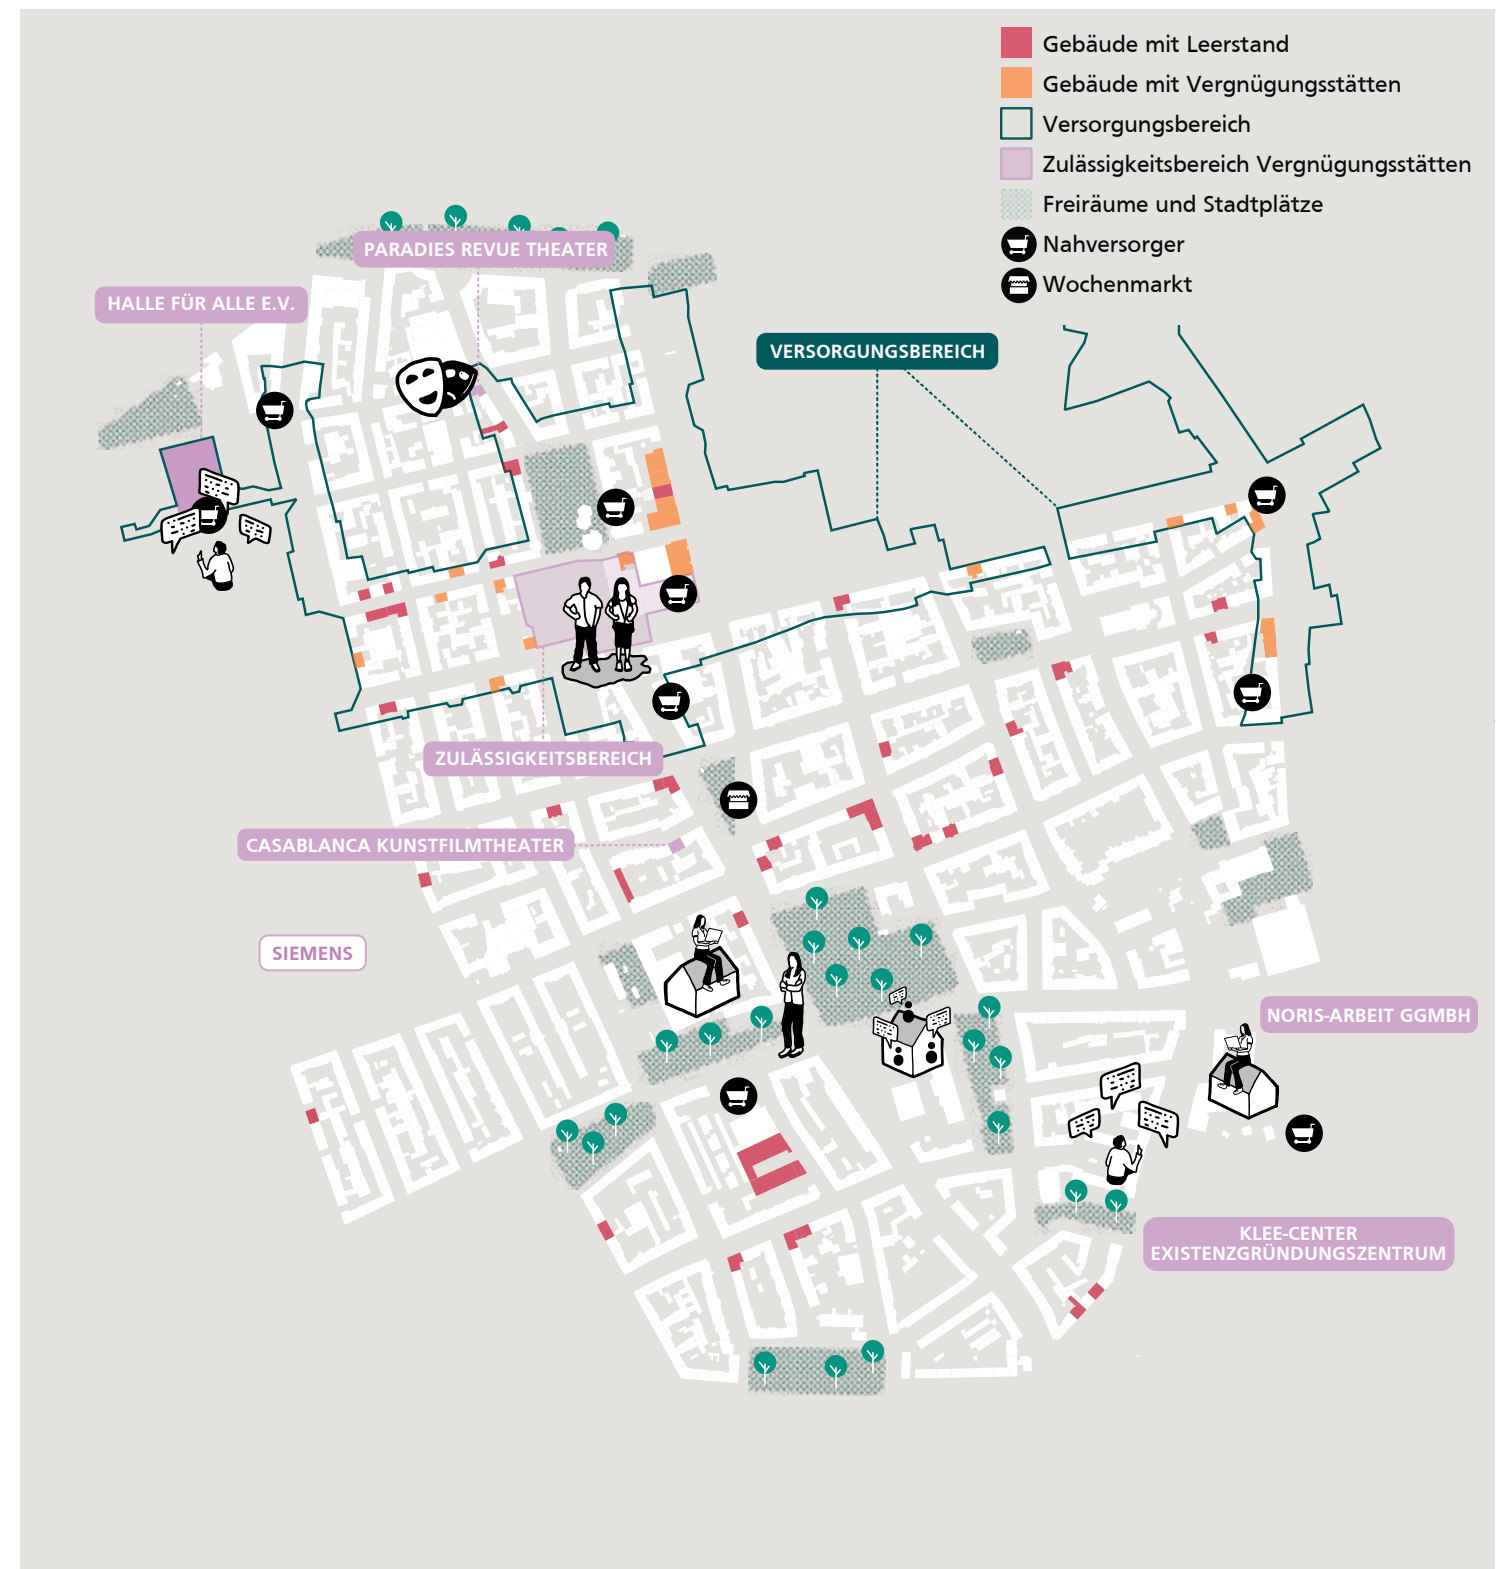 Gebäude mit Leerstand
Gebäude mit Vergnügungsstätten
Versorgungsbereich
Zulässigkeitsbereich Vergnügungsstätten
Freiräume und Stadtplätze
Nahversorger
Wochenmarkt
PARADIES REVUE THEATER
HALLE FÜR ALLE E.V.
VERSORGUNGSBEREICH
ZULÄSSIGKEITSBEREICH
CASABLANCA KUNSTFILMTHEATER
SIEMENS
NORIS-ARBEIT GGMBH
KLEE-CENTER
EXISTENZGRÜNDUNGSZENTRUM